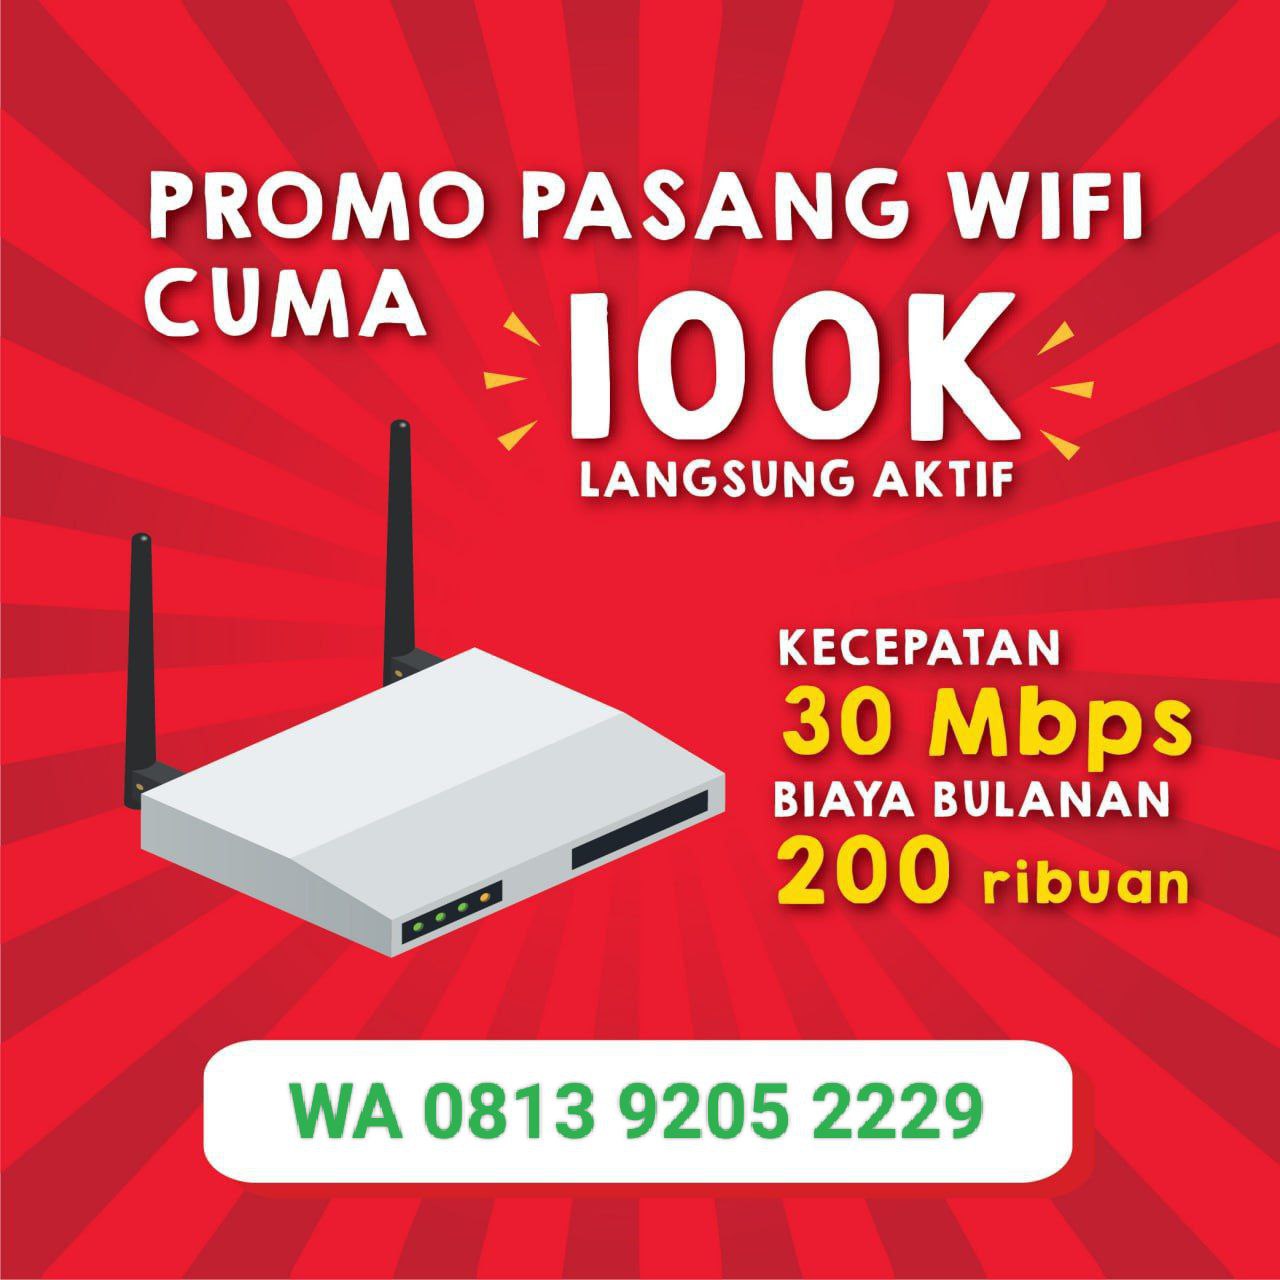 PROMO PASANG WIFI
CUMA
100K
LANGSUNG AKTIF
KECEPATAN
30 Mbps
BIAYA BULANAN
200 ribuan
WA 0813 9205 2229